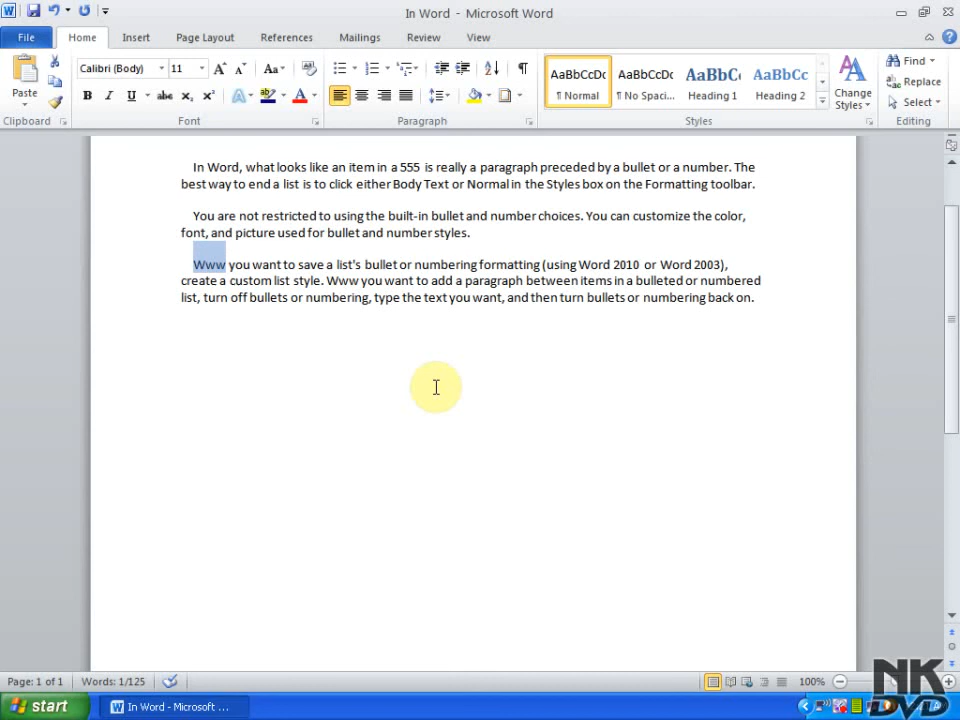 In Word - Microsoft Word
File Home Insert Page Layout References Mailings Review View
Paste
Calibri (Body) 11
Find
Replace
Select
AaBbCcDc AaBbCcDc AaBbC AaBbCc
¶ Normal ¶ No Spaci... Heading 1 Heading 2
Change
Styles
Clipboard Font Paragraph Styles Editing
In Word, what looks like an item in a 555 is really a paragraph preceded by a bullet or a number. The
best way to end a list is to click either Body Text or Normal in the Styles box on the Formatting toolbar.
You are not restricted to using the built-in bullet and number choices. You can customize the color,
font, and picture used for bullet and number styles.
Www you want to save a list's bullet or numbering formatting (using Word 2010 or Word 2003),
create a custom list style. Www you want to add a paragraph between items in a bulleted or numbered
list, turn off bullets or numbering, type the text you want, and then turn bullets or numbering back on.
Page: 1 of 1 Words: 1/125 100%
start In Word - Microsoft ...
NK
DVD